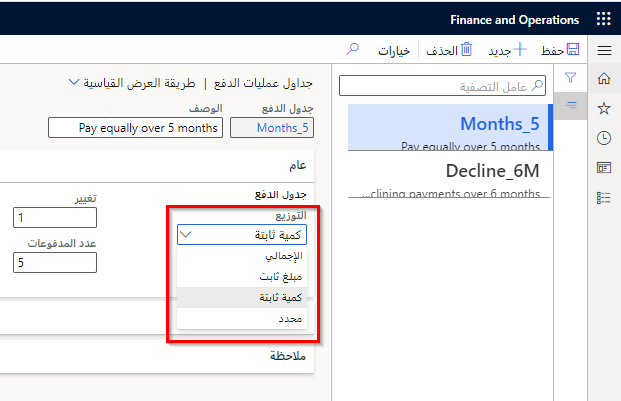 Finance and Operations
حفظ
جديد
الحذف
خيارات
عامل التصفية
Months_5
Pay equally over 5 months
Decline_6M
...clining payments over 6 months
جداول عمليات الدفع | طريقة العرض القياسية
جدول الدفع
الوصف
Months_5
Pay equally over 5 months
عام
جدول الدفع
التوزيع
كمية ثابتة
الإجمالي
مبلغ ثابت
كمية ثابتة
محدد
تغيير
1
عدد المدفوعات
5
ملاحظة